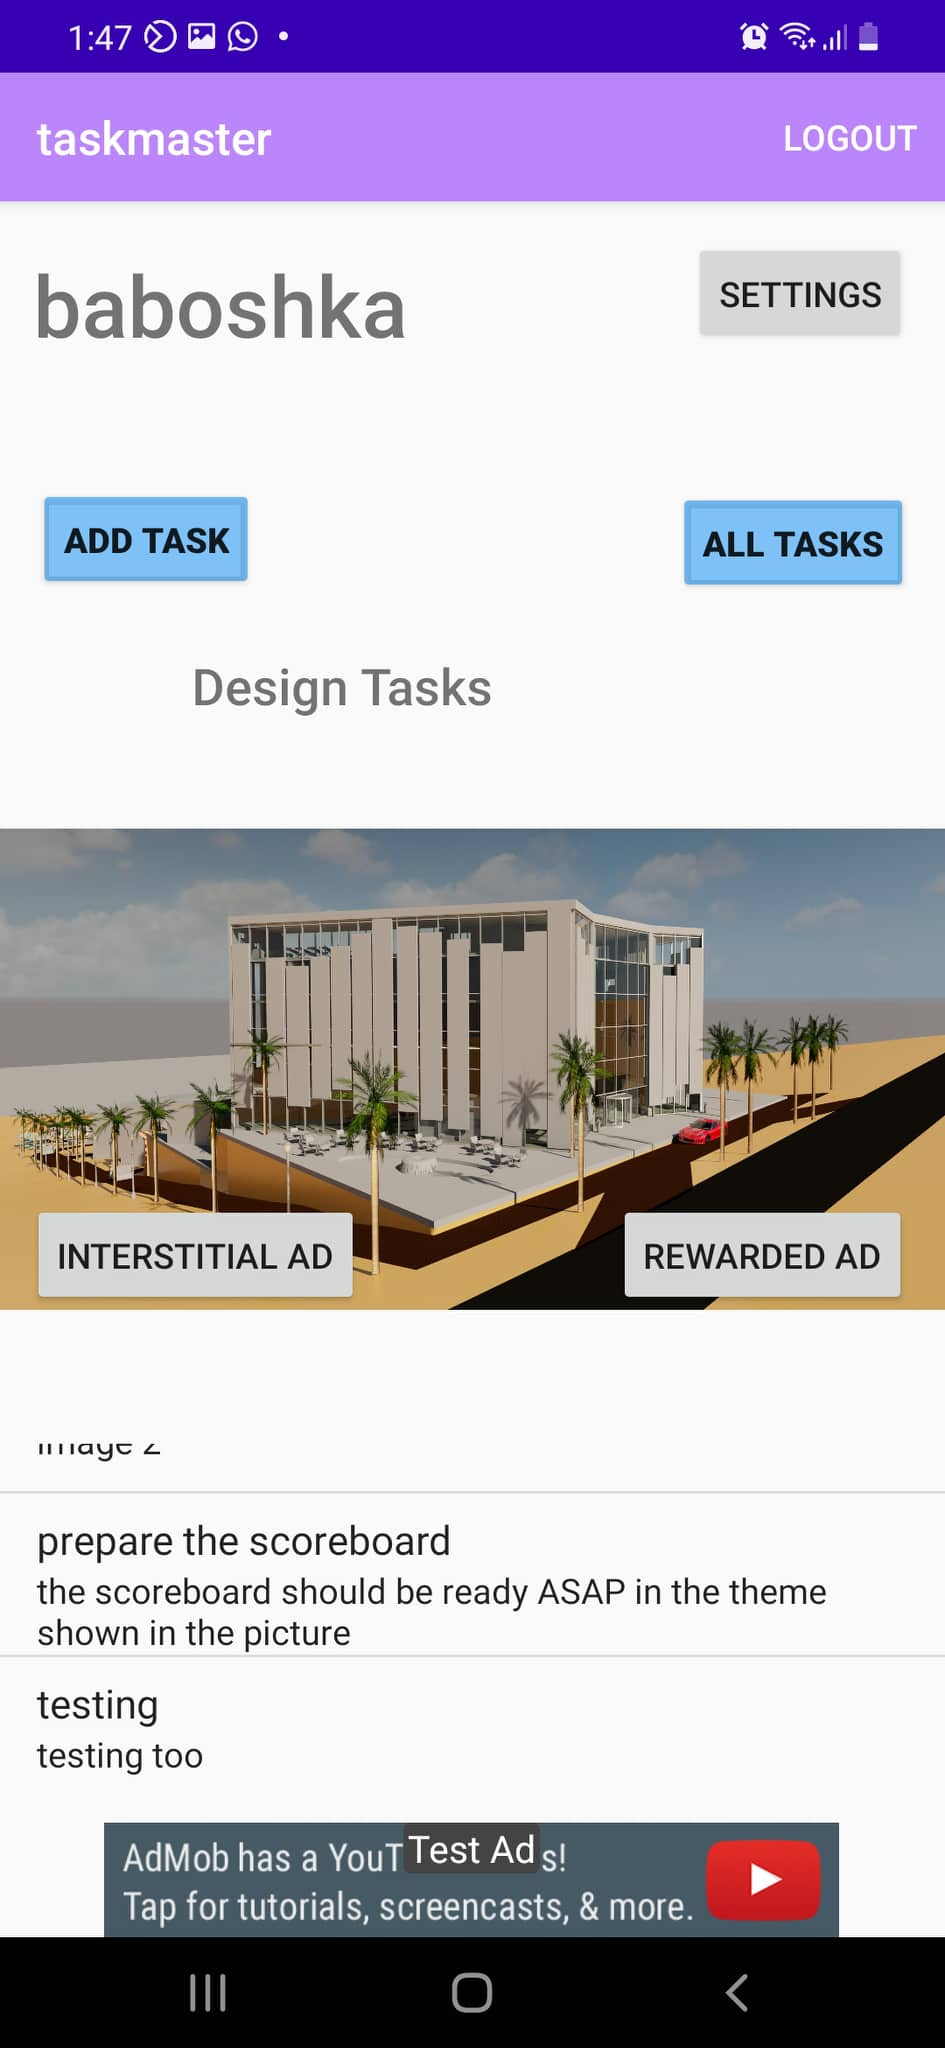 1:47
taskmaster
LOGOUT
baboshka
SETTINGS
ADD TASK
ALL TASKS
Design Tasks
INTERSTITIAL AD
REWARDED AD
image 2
prepare the scoreboard
the scoreboard should be ready ASAP in the theme
shown in the picture
testing
testing too
AdMob has a YouT
Test Ad
s!
Tap for tutorials, screencasts, & more.